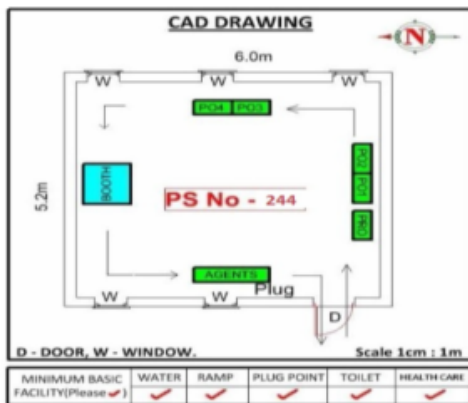 CAD DRAWING
N
6.0m
W W W
PO4 PO3
5.2m
BOOTH
PO2 PO1
PRO
PS No - 244
AGENTS
Plug
W W
D
D - DOOR, W - WINDOW. Scale 1cm : 1m
MINIMUM BASIC FACILITY(Please ✓) WATER RAMP PLUG POINT TOILET HEALTH CARE
✓ ✓ ✓ ✓ ✓